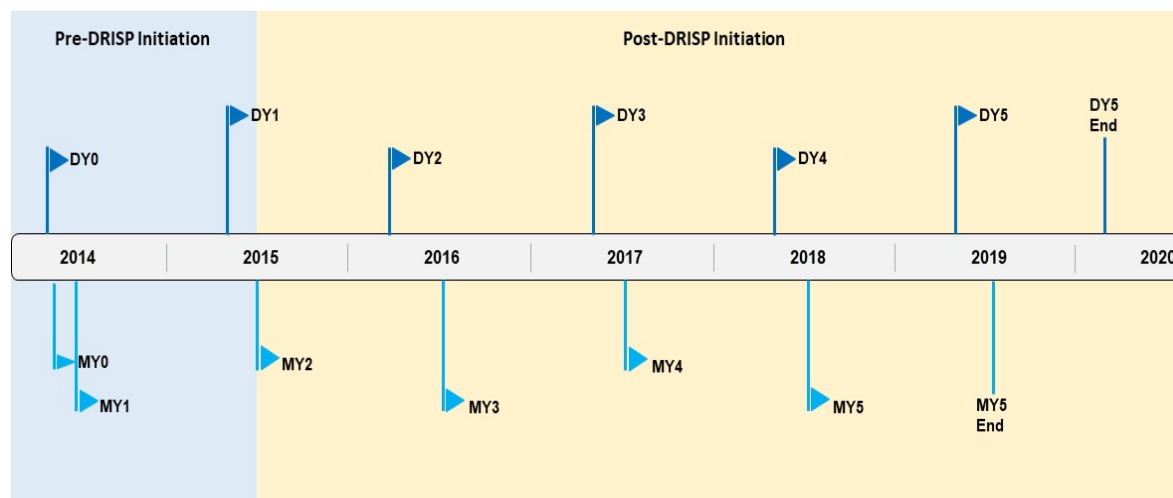 Pre-DRISP Initiation
Post-DRISP Initiation
DY1
DY3
DY5
DY5
End
DY0
DY2
DY4
2014
2015
2016
2017
2018
2019
2020
MY0
MY2
MY4
MY1
MY3
MY5
MY5
End